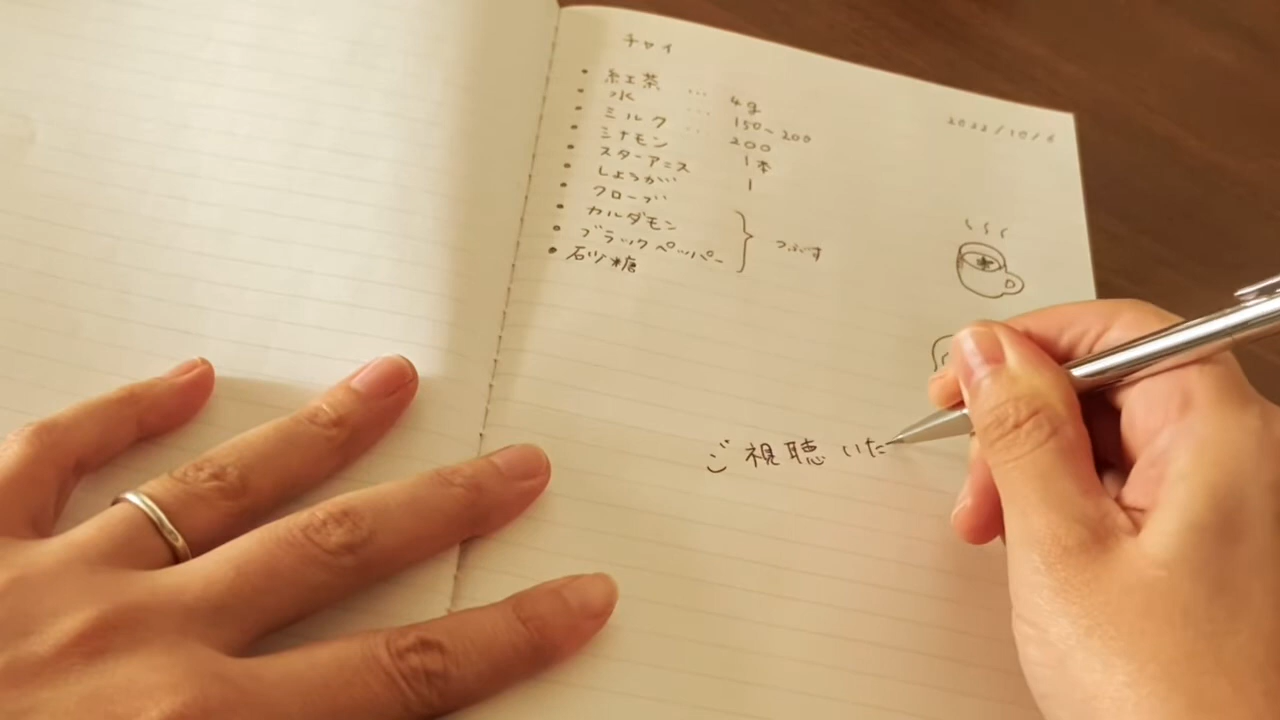 チャイ
2022/10/6
・紅茶 … 4g
・水 … 150~200
・ミルク … 200
・シナモン 1本
・スターアニス 1
・しょうが
・クローブ
・カルダモン
・ブラックペッパー
つぶす
・砂糖
ご視聴いた